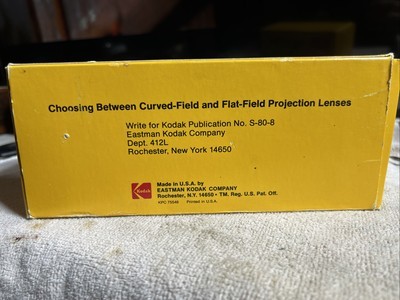 Choosing Between Curved-Field and Flat-Field Projection Lenses
Write for Kodak Publication No. S-80-8
Eastman Kodak Company
Dept. 412L
Rochester, New York 14650
Kodak
Made in U.S.A. by
EASTMAN KODAK COMPANY
Rochester, N.Y. 14650 • TM. Reg. U.S. Pat. Off.
Printed in U.S.A.